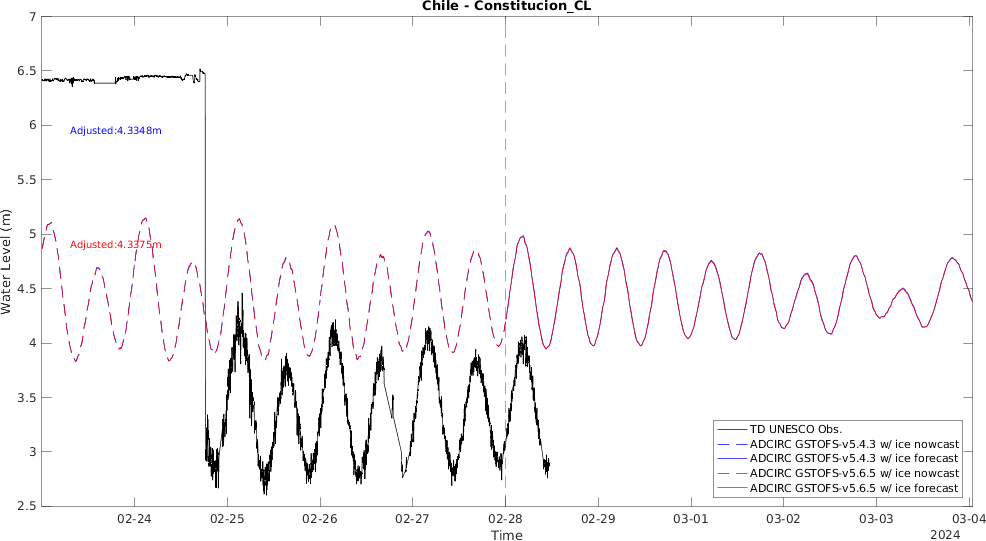 Chile - Constitucion_CL
7
6.5
6
5.5
5
4.5
4
3.5
3
2.5
Water Level (m)
Adjusted:4.3348m
Adjusted:4.3375m
TD UNESCO Obs.
ADCIRC GSTOFS-v5.4.3 w/ ice nowcast
ADCIRC GSTOFS-v5.4.3 w/ ice forecast
ADCIRC GSTOFS-v5.6.5 w/ ice nowcast
ADCIRC GSTOFS-v5.6.5 w/ ice forecast
02-24 02-25 02-26 02-27 02-28 02-29 03-01 03-02 03-03 03-04
Time
2024